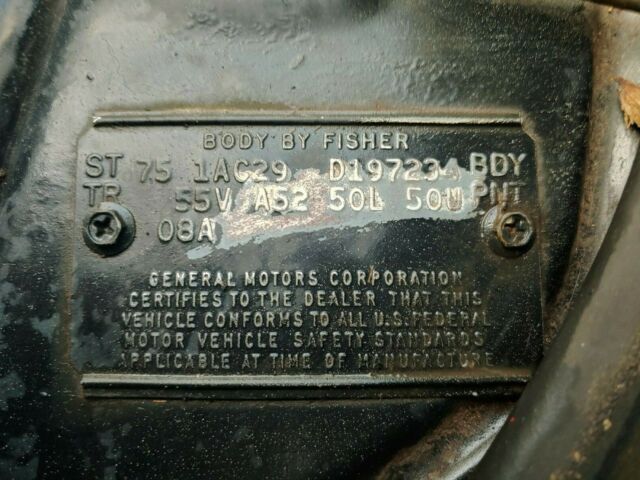 BODY BY FISHER
ST 75 1AC29 D197234 BDY
TR 55V A52 50L 50U PNT
08A
GENERAL MOTORS CORPORATION
CERTIFIES TO THE DEALER THAT THIS
VEHICLE CONFORMS TO ALL U.S. FEDERAL
MOTOR VEHICLE SAFETY STANDARDS
APPLICABLE AT TIME OF MANUFACTURE